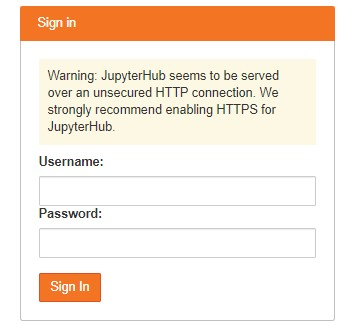 Sign in
Warning: JupyterHub seems to be served
over an unsecured HTTP connection. We
strongly recommend enabling HTTPS for
JupyterHub.
Username:
Password:
Sign In